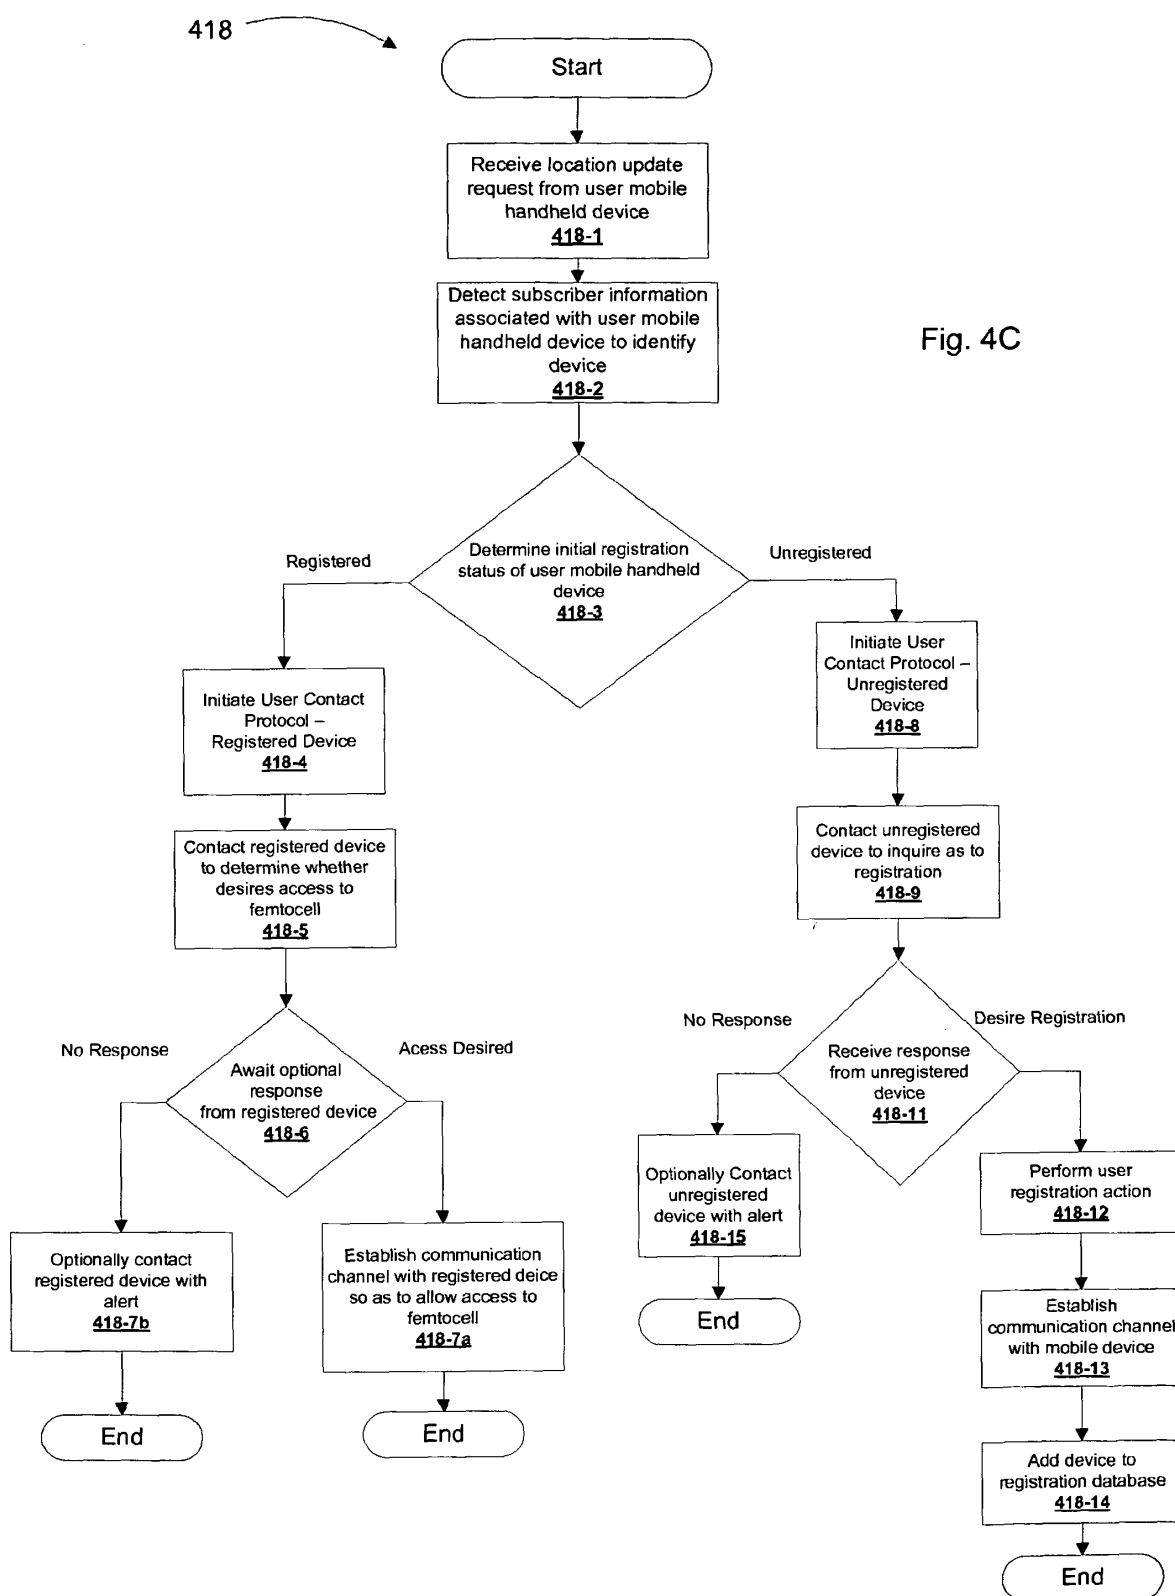 418
Start
Receive location update
request from user mobile
handheld device
418-1
Detect subscriber information
associated with user mobile
handheld device to identify
device
418-2
Fig. 4C
Determine initial registration
status of user mobile handheld
device
418-3
Registered
Unregistered
Initiate User Contact
Protocol –
Registered Device
418-4
Initiate User
Contact Protocol –
Unregistered
Device
418-8
Contact registered device
to determine whether
desires access to
femtocell
418-5
Contact unregistered
device to inquire as to
registration
418-9
No Response
Acess Desired
Await optional
response
from registered device
418-6
No Response
Desire Registration
Receive response
from unregistered
device
418-11
Optionally contact
registered device with
alert
418-7b
Establish communication
channel with registered deice
so as to allow access to
femtocell
418-7a
Optionally Contact
unregistered
device with alert
418-15
Perform user
registration action
418-12
End
Establish
communication channel
with mobile device
418-13
End
End
Add device to
registration database
418-14
End